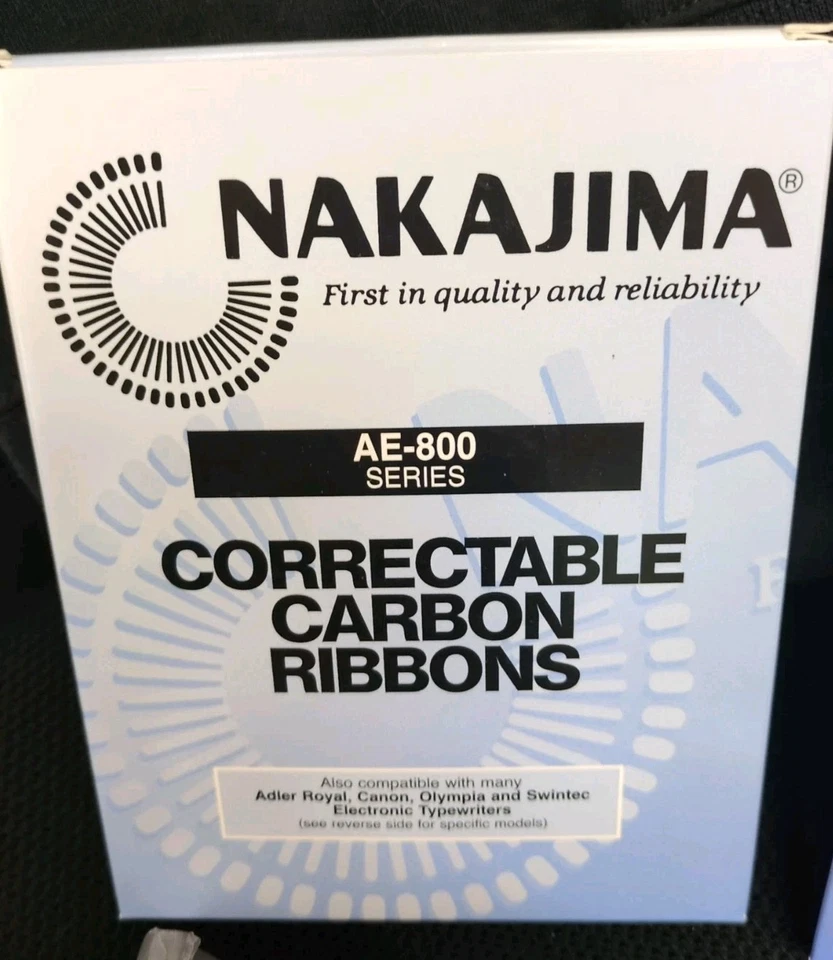 NAKAJIMA®
First in quality and reliability
AE-800
SERIES
CORRECTABLE
CARBON
RIBBONS
Also compatible with many
Adler Royal, Canon, Olympia and Swintec
Electronic Typewriters
(see reverse side for specific models)